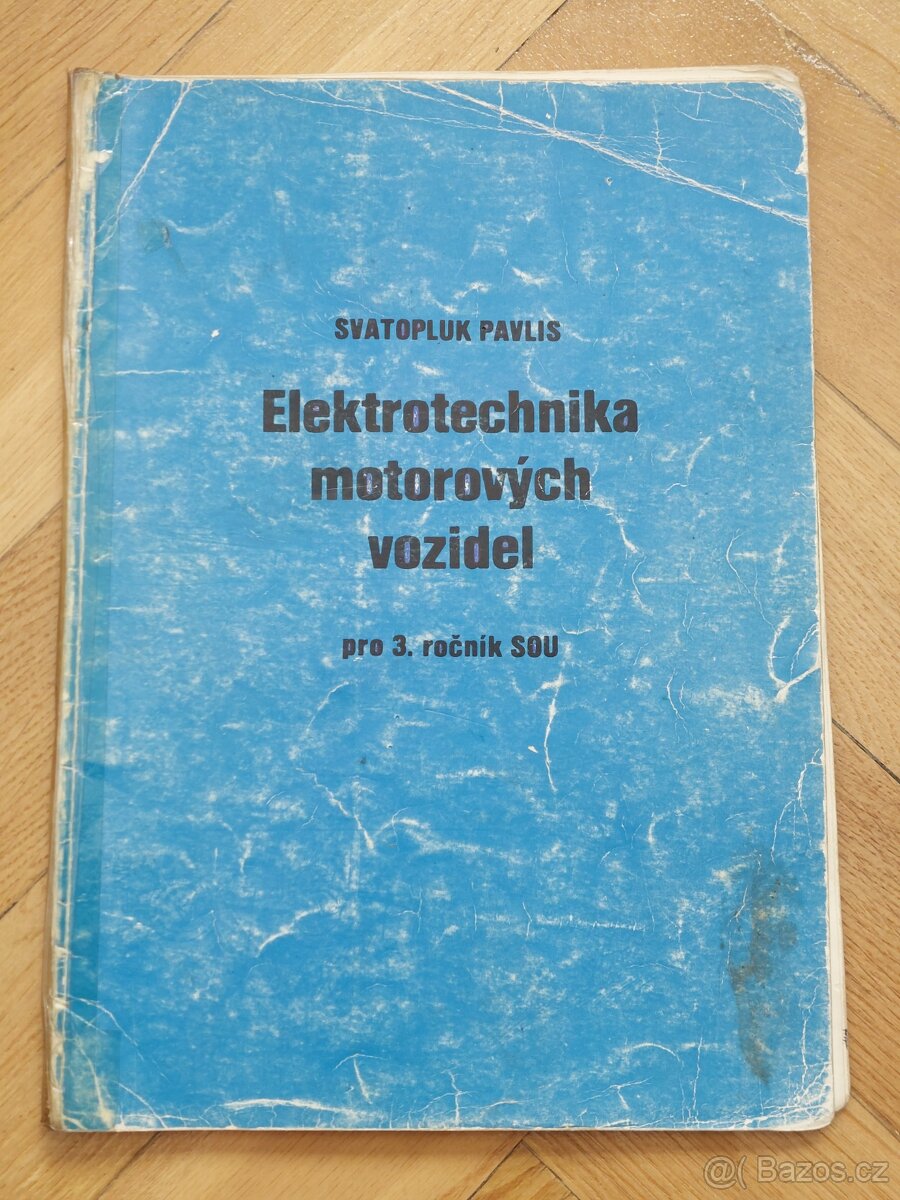 SVATOPLUK PAVLIS
Elektrotechnika
motorových
vozidel
pro 3. ročník SOU
@( Bazos.cz